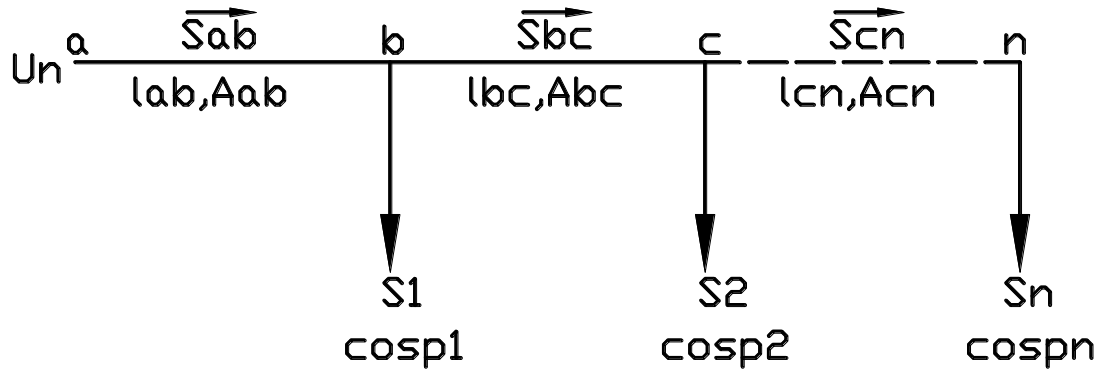 Sab Sbc Scn
Un a b c n
lab,Aab lbc,Abc lcn,Acn
S1 S2 Sn
cosp1 cosp2 cospn